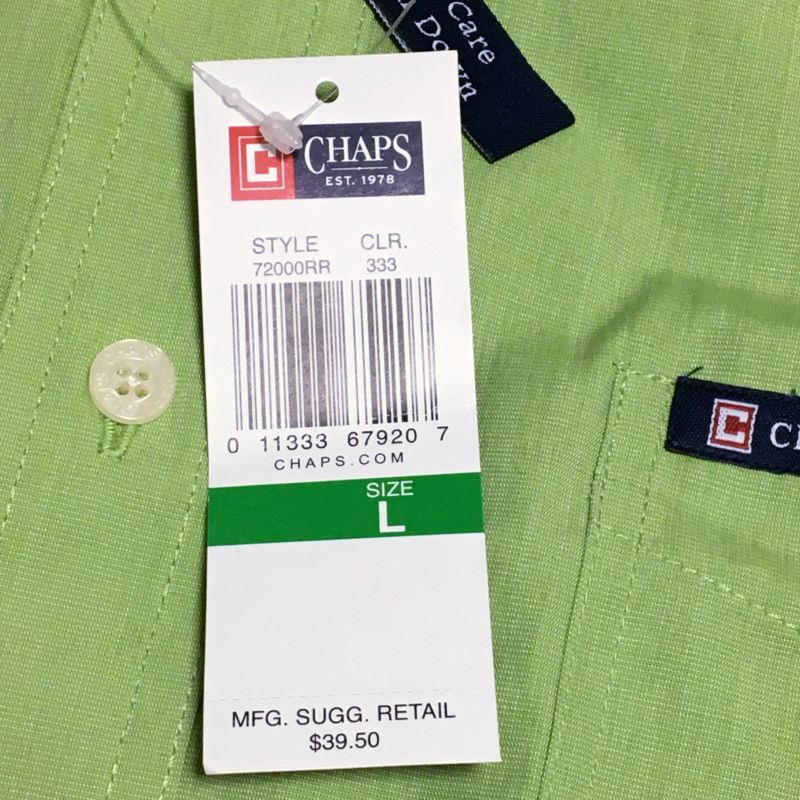 Care
Down
C CHAPS
EST. 1978
STYLE CLR.
72000RR 333
0 11333 67920 7
CHAPS.COM
SIZE
L
MFG. SUGG. RETAIL
$39.50
C